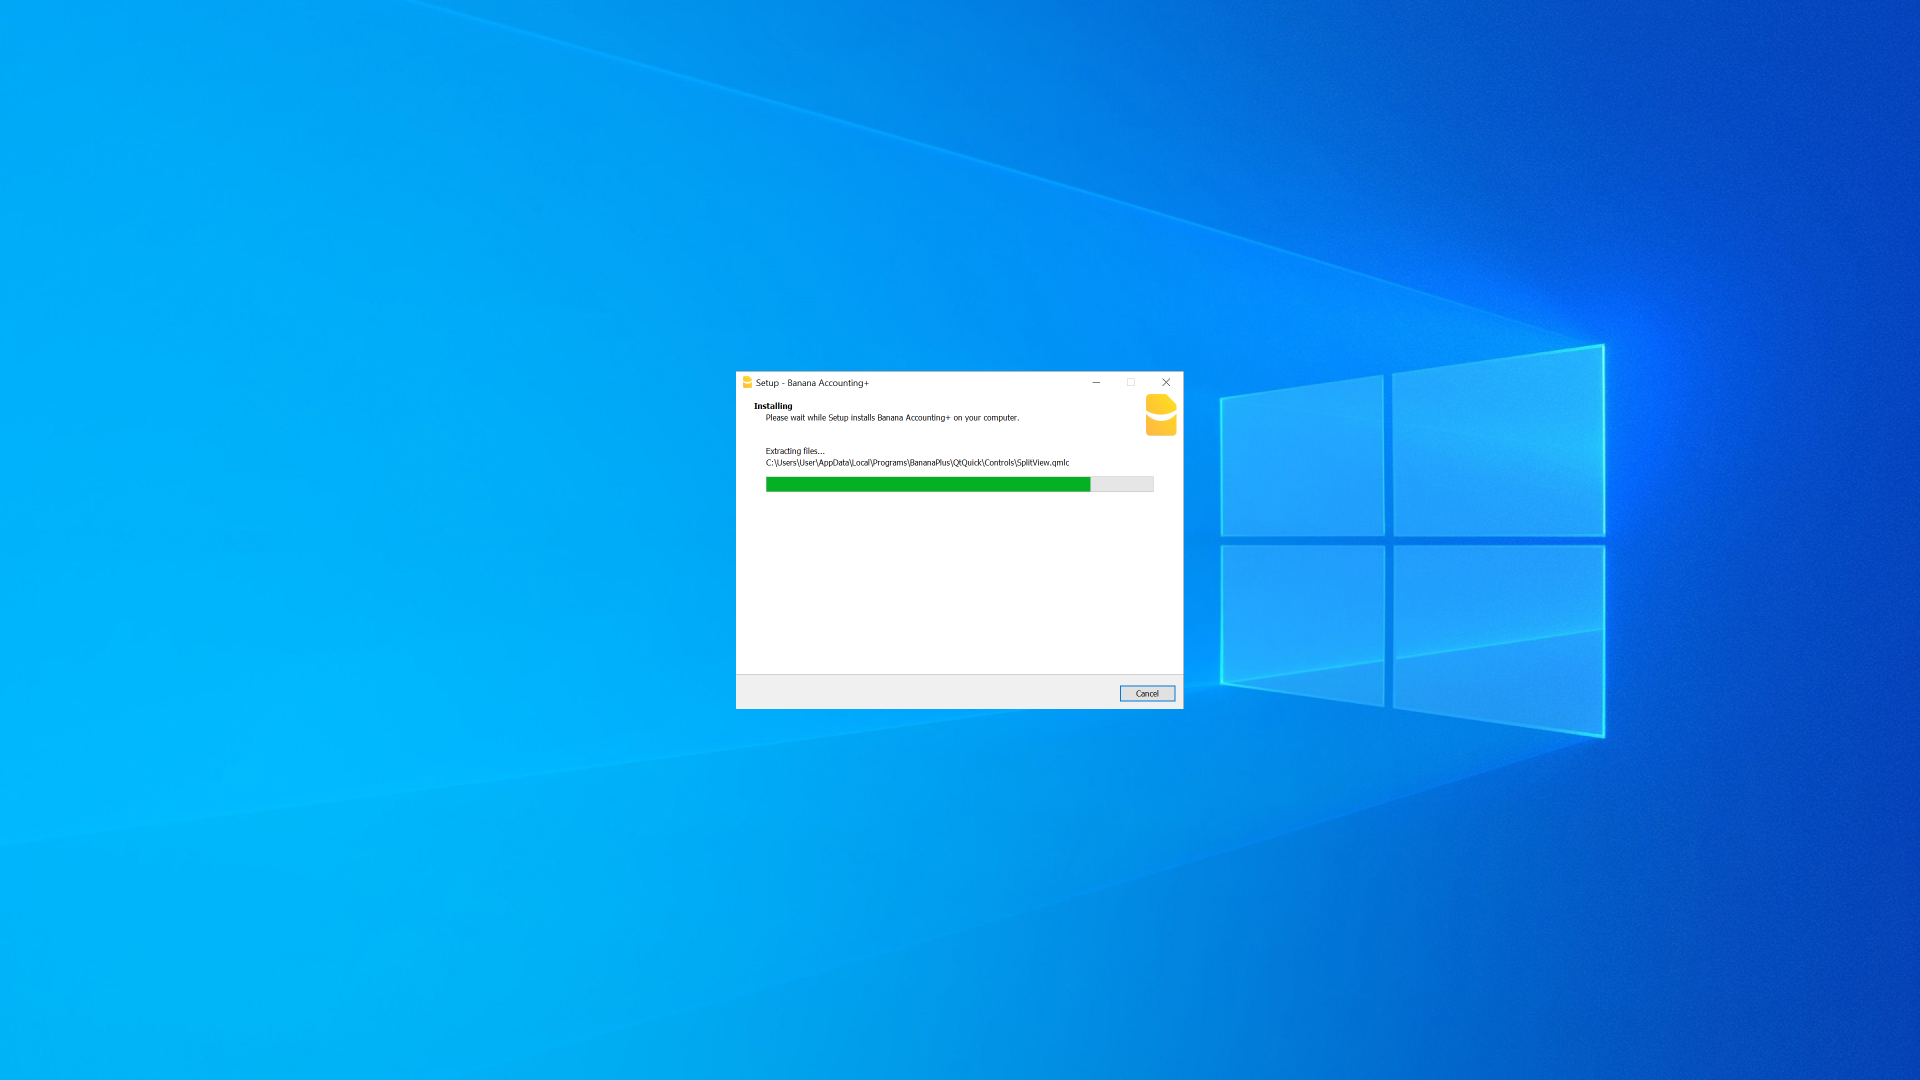 Setup - Banana Accounting+
Installing
Please wait while Setup installs Banana Accounting+ on your computer.
Extracting files...
C:\Users\User\AppData\Local\Programs\BananaPlus\QtQuick\Controls\SplitView.qmlc
Cancel